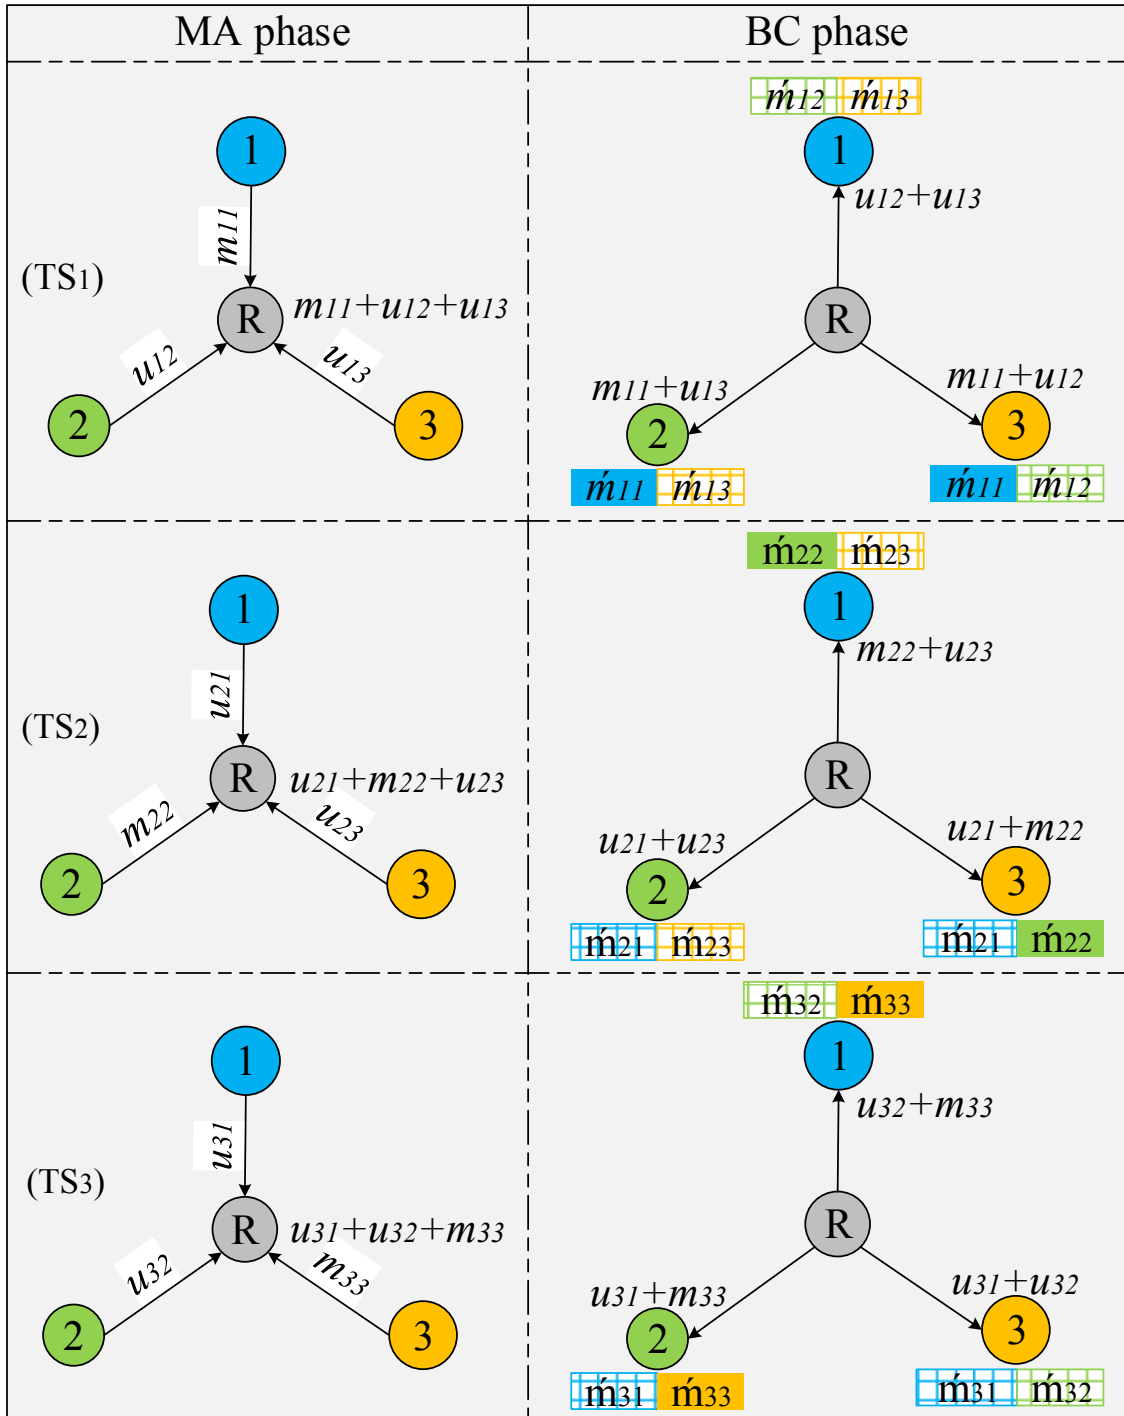 MA phase
BC phase
(TS1)
1
m11
R
m11+u12+u13
u12
u13
2
3
ḿ12 ḿ13
1
u12+u13
R
m11+u13
m11+u12
2
3
ḿ11 ḿ13
ḿ11 ḿ12
(TS2)
1
u21
R
u21+m22+u23
m22
u23
2
3
ḿ22 ḿ23
1
m22+u23
R
u21+u23
u21+m22
2
3
ḿ21 ḿ23
ḿ21 ḿ22
(TS3)
1
u31
R
u31+u32+m33
u32
m33
2
3
ḿ32 ḿ33
1
u32+m33
R
u31+m33
u31+u32
2
3
ḿ31 ḿ33
ḿ31 ḿ32